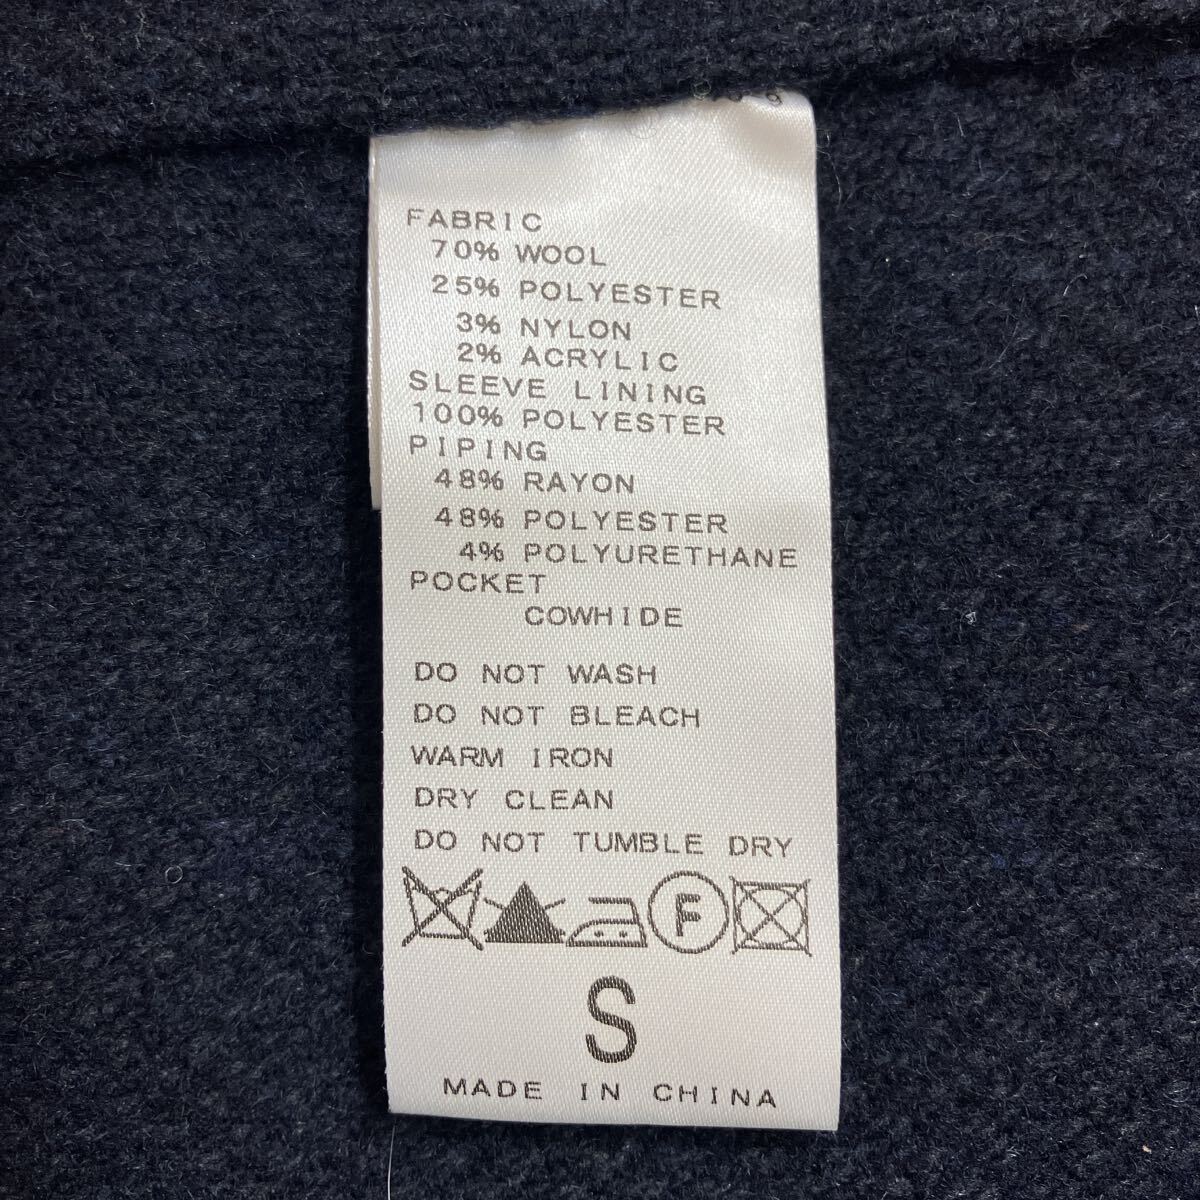 FABRIC
70% WOOL
25% POLYESTER
3% NYLON
2% ACRYLIC
SLEEVE LINING
100% POLYESTER
PIPING
48% RAYON
48% POLYESTER
4% POLYURETHANE
POCKET
COWHIDE
DO NOT WASH
DO NOT BLEACH
WARM IRON
DRY CLEAN
DO NOT TUMBLE DRY
F
S
MADE IN CHINA